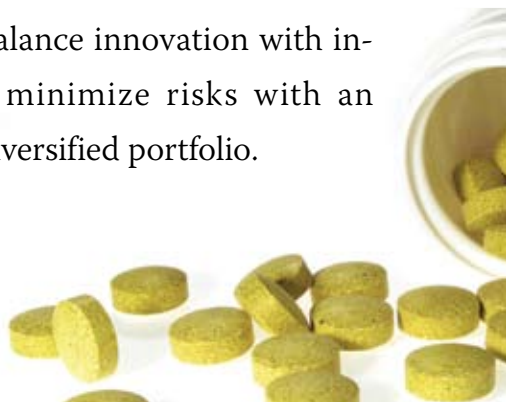 alance innovation with in-
minimize risks with an
versified portfolio.